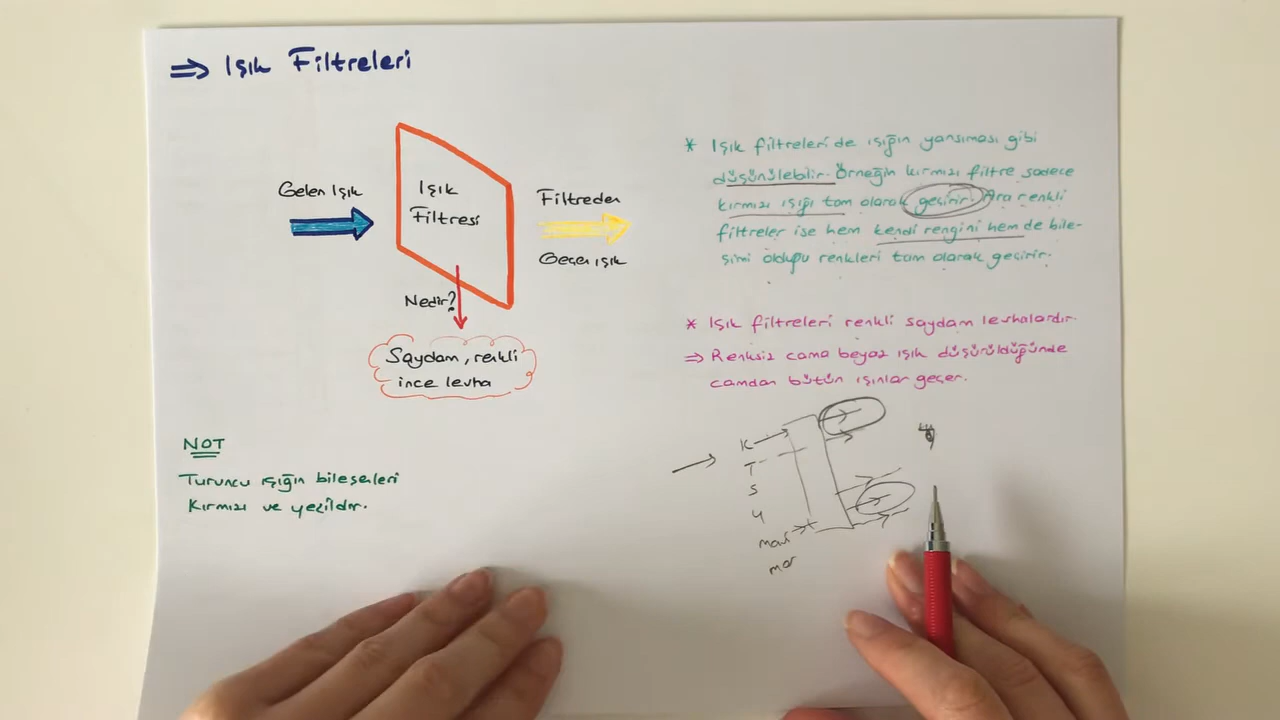 ⇒ Işık Filtreleri
Gelen Işık
Işık
Filtresi
Filtreden
Geçen ışık
Nedir?
Saydam, renkli
ince levha
NOT
Turuncu ışığın bileşenleri
Kırmızı ve yeşildir.
* Işık filtreleri de ışığın yansıması gibi
düşünülebilir. Örneğin kırmızı filtre sadece
kırmızı ışığı tam olarak geçirir. Ara renkli
filtreler ise hem kendi rengini hem de bile-
şimi olduğu renkleri tam olarak geçirir.
* Işık filtreleri renkli saydam levhalardır.
⇒ Renksiz cama beyaz ışık düşürüldüğünde
camdan bütün ışınlar geçer.
K
T
S
Y
mavi
mor